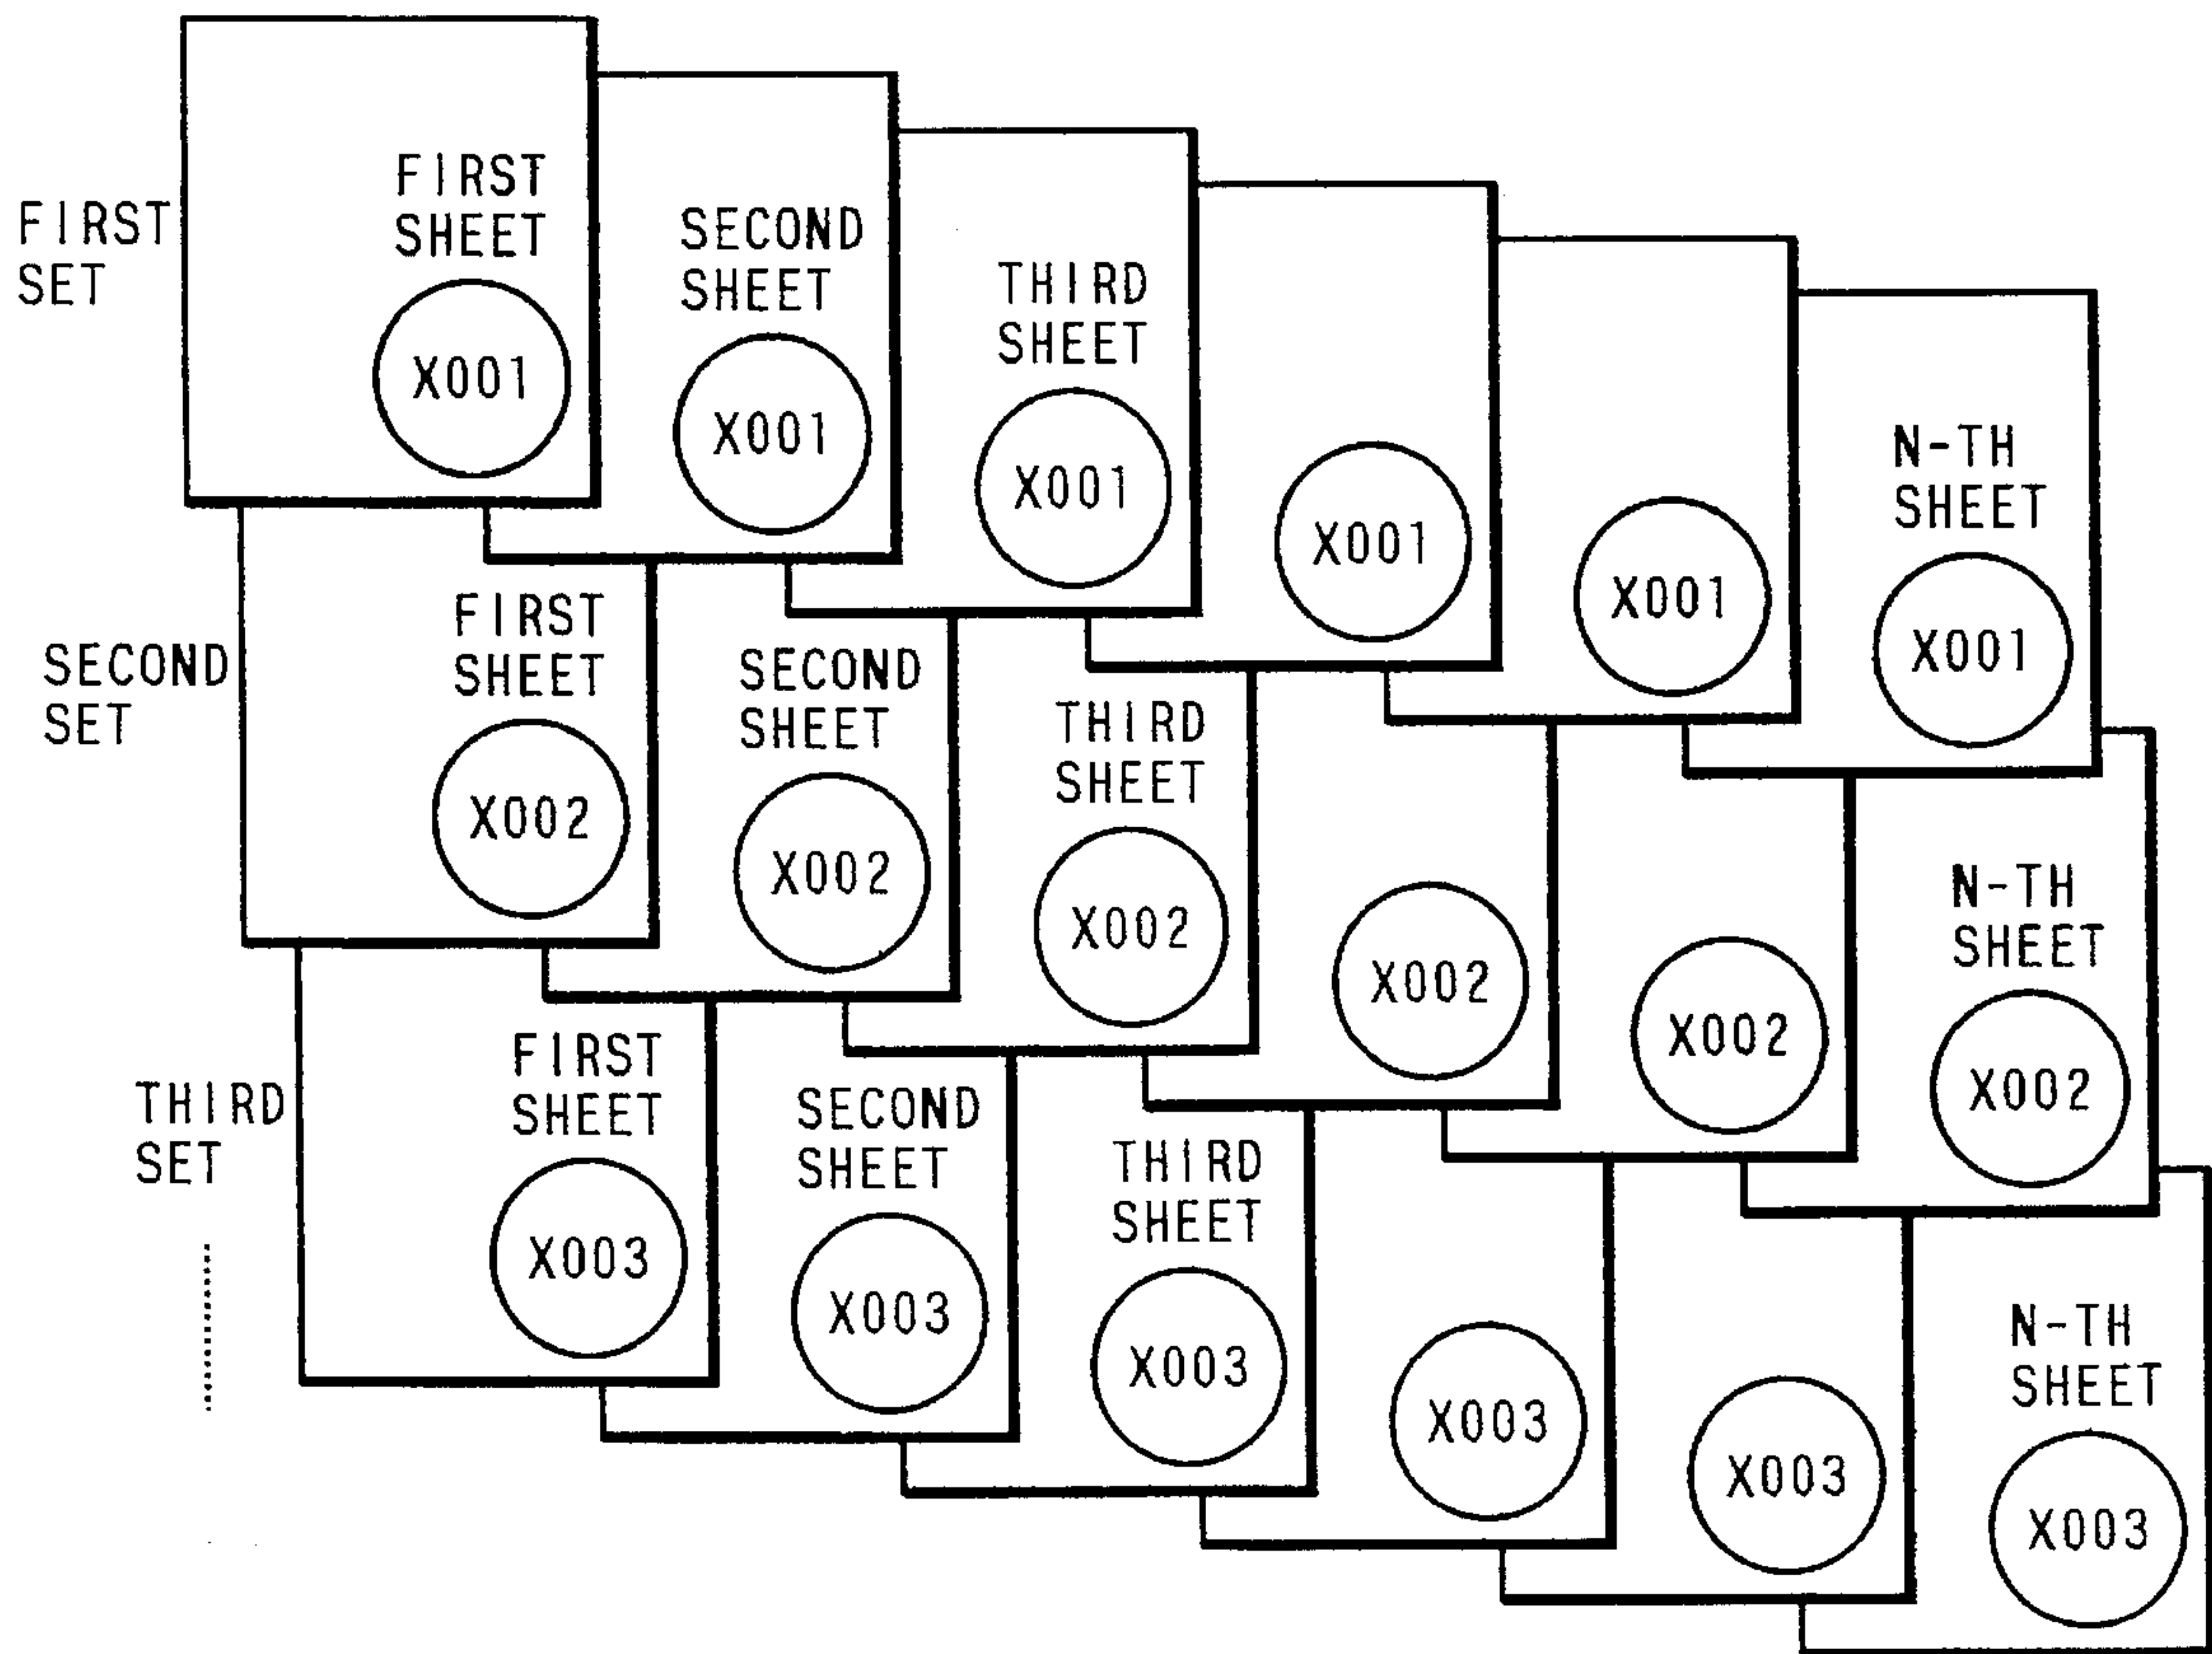 FIRST
SET
FIRST
SHEET
X001
SECOND
SHEET
X001
THIRD
SHEET
X001
X001
X001
N-TH
SHEET
X001
SECOND
SET
FIRST
SHEET
X002
SECOND
SHEET
X002
THIRD
SHEET
X002
X002
X002
N-TH
SHEET
X002
THIRD
SET
FIRST
SHEET
X003
SECOND
SHEET
X003
THIRD
SHEET
X003
X003
X003
N-TH
SHEET
X003